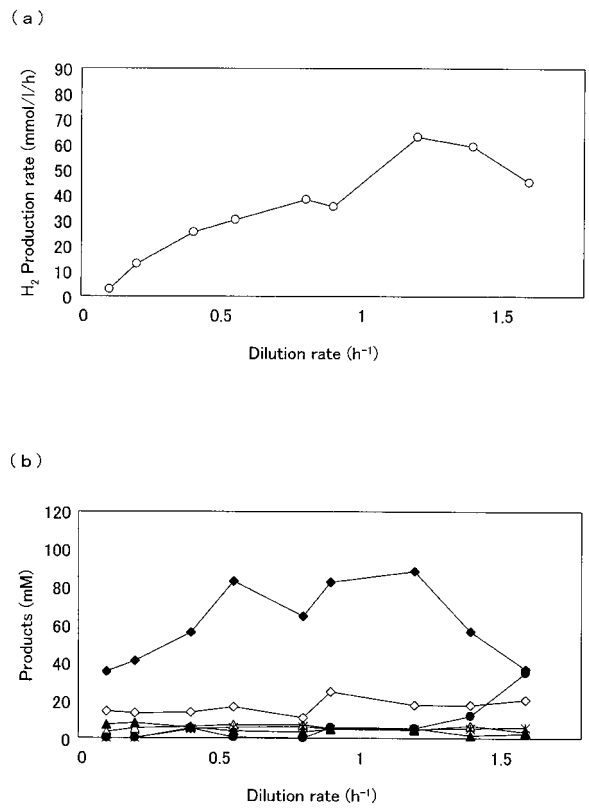 (a)
H₂ Production rate (mmol/l/h)
90
80
70
60
50
40
30
20
10
0
0 0.5 1 1.5
Dilution rate (h⁻¹)
(b)
Products (mM)
120
100
80
60
40
20
0
0 0.5 1 1.5
Dilution rate (h⁻¹)